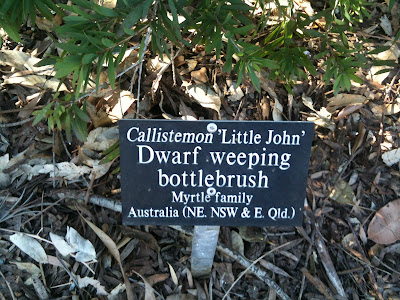 Callistemon 'Little John'
Dwarf weeping
bottlebrush
Myrtle family
Australia (NE. NSW & E. Qld.)